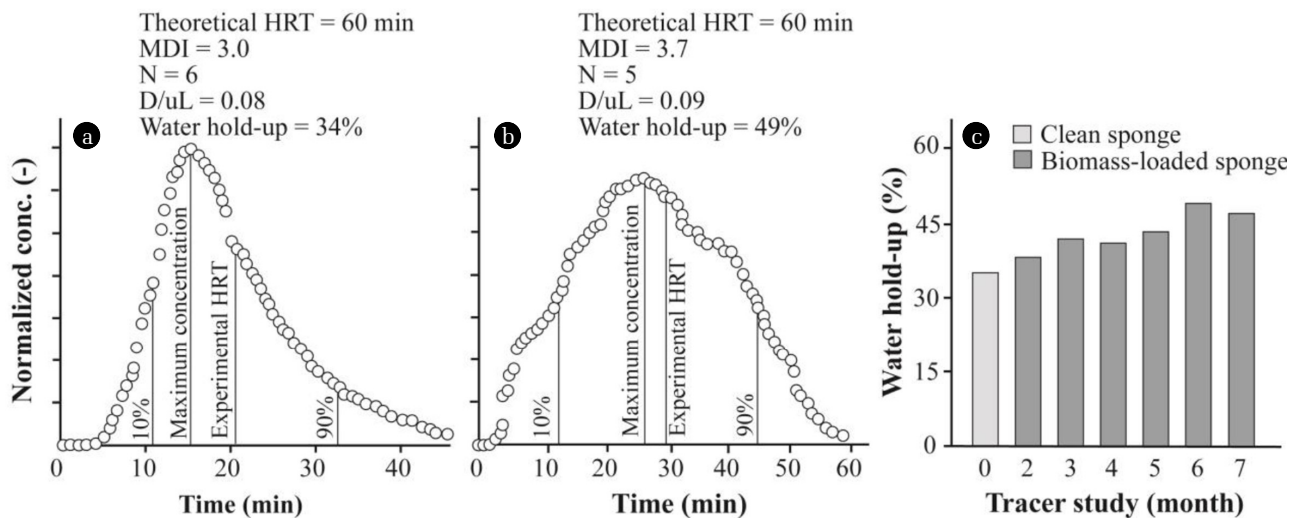 Theoretical HRT = 60 min
MDI = 3.0
N = 6
D/uL = 0.08
Water hold-up = 34%
a
Normalized conc. (-)
10%
Maximum concentration
Experimental HRT
90%
0 10 20 30 40
Time (min)
Theoretical HRT = 60 min
MDI = 3.7
N = 5
D/uL = 0.09
Water hold-up = 49%
b
10%
Maximum concentration
Experimental HRT
90%
0 10 20 30 40 50 60
Time (min)
c
Clean sponge
Biomass-loaded sponge
Water hold-up (%)
60
45
30
15
0
0 2 3 4 5 6 7
Tracer study (month)